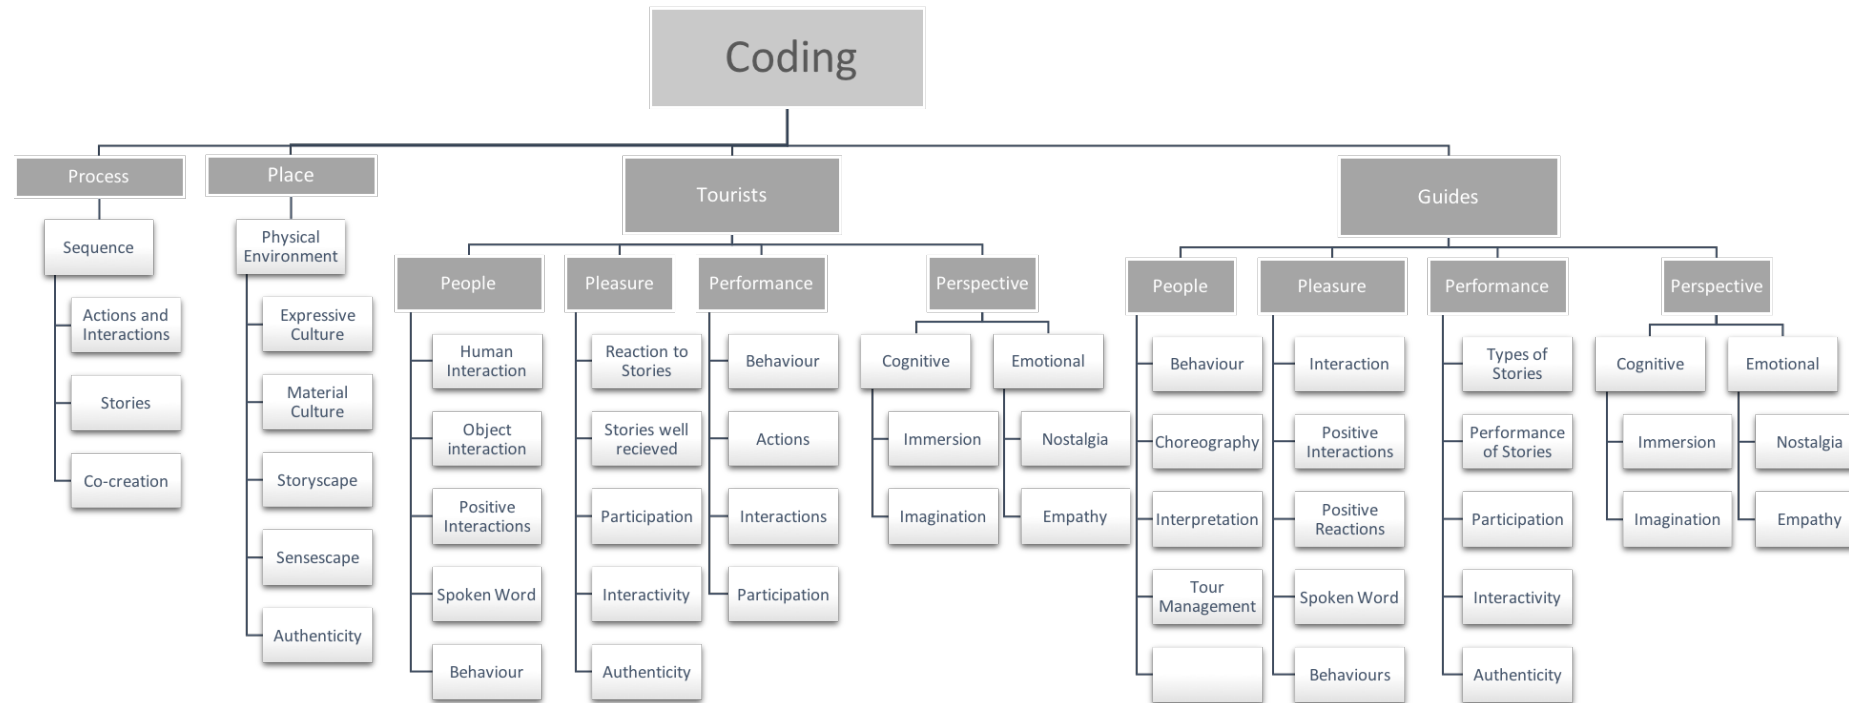 Coding
Process
Place
Tourists
Guides
Sequence
Actions and
Interactions
Stories
Co-creation
Physical
Environment
Expressive
Culture
Material
Culture
Storyscape
Sensescape
Authenticity
People
Pleasure
Performance
Perspective
Human
Interaction
Object
interaction
Positive
Interactions
Spoken Word
Behaviour
Reaction to
Stories
Stories well
recieved
Participation
Interactivity
Authenticity
Behaviour
Actions
Interactions
Participation
Cognitive
Immersion
Imagination
Emotional
Nostalgia
Empathy
People
Pleasure
Performance
Perspective
Behaviour
Choreography
Interpretation
Tour
Management
Interaction
Positive
Interactions
Positive
Reactions
Spoken Word
Behaviours
Types of
Stories
Performance
of Stories
Participation
Interactivity
Authenticity
Cognitive
Immersion
Imagination
Emotional
Nostalgia
Empathy